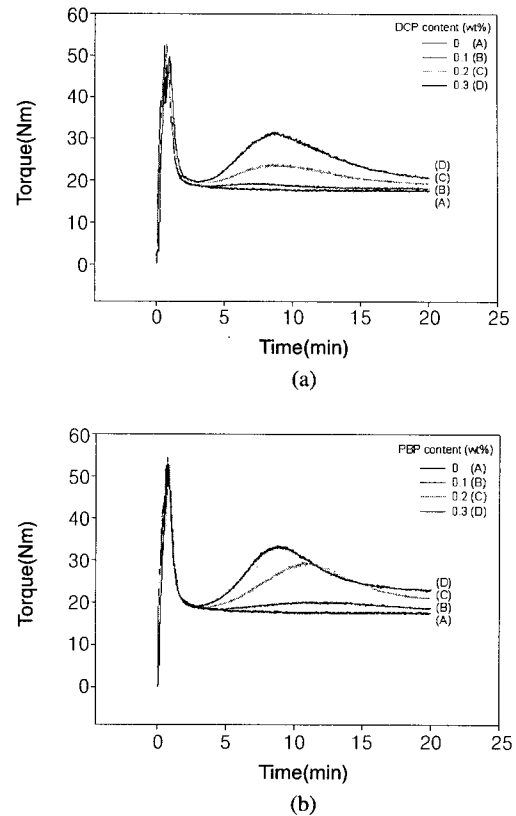 60
50
40
30
20
10
0
Torque(Nm)
DCP content (wt%)
0 (A)
0.1 (B)
0.2 (C)
0.3 (D)
(D)
(C)
(B)
(A)
0 5 10 15 20 25
Time(min)
(a)
60
50
40
30
20
10
0
Torque(Nm)
PBP content (wt%)
0 (A)
0.1 (B)
0.2 (C)
0.3 (D)
(D)
(C)
(B)
(A)
0 5 10 15 20 25
Time(min)
(b)